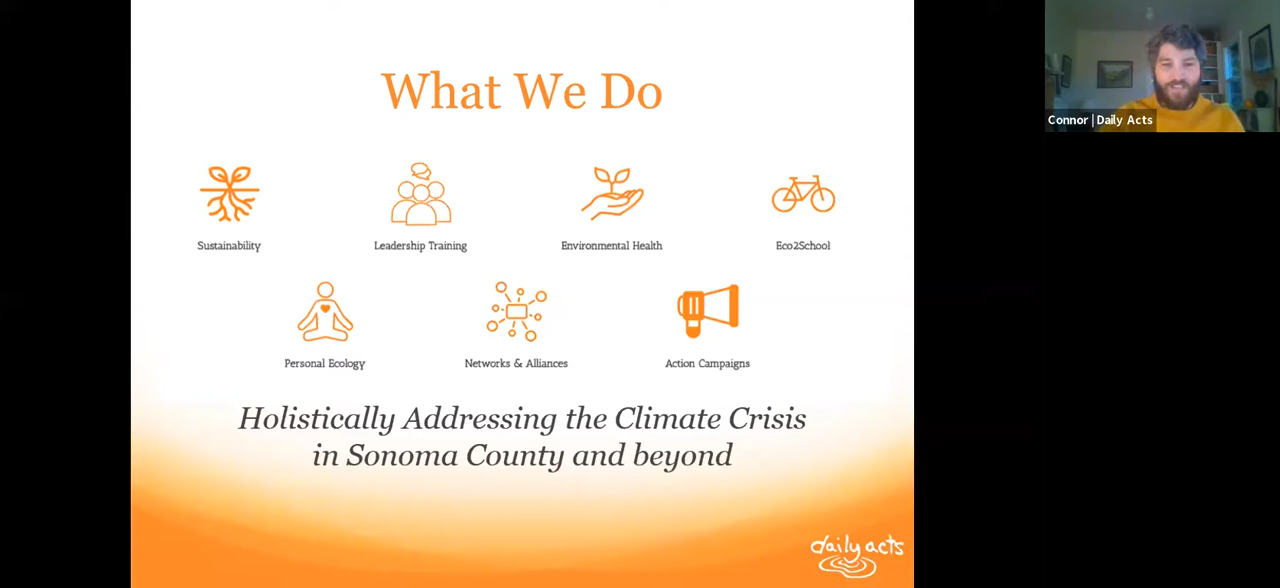 What We Do
Connor | Daily Acts
Sustainability
Leadership Training
Environmental Health
Eco2School
Personal Ecology
Networks & Alliances
Action Campaigns
Holistically Addressing the Climate Crisis
in Sonoma County and beyond
daily acts